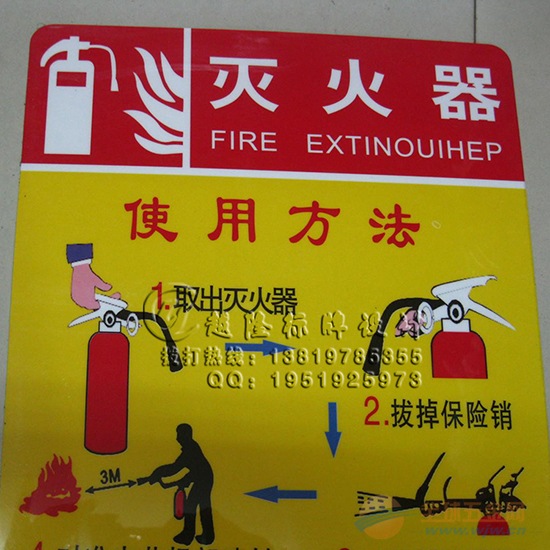 灭火器
FIRE EXTINOUIHEP
使用方法
1.取出灭火器
越隆标牌设计
拨打热线: 13819785355
QQ: 1951925973
2.拔掉保险销
3M